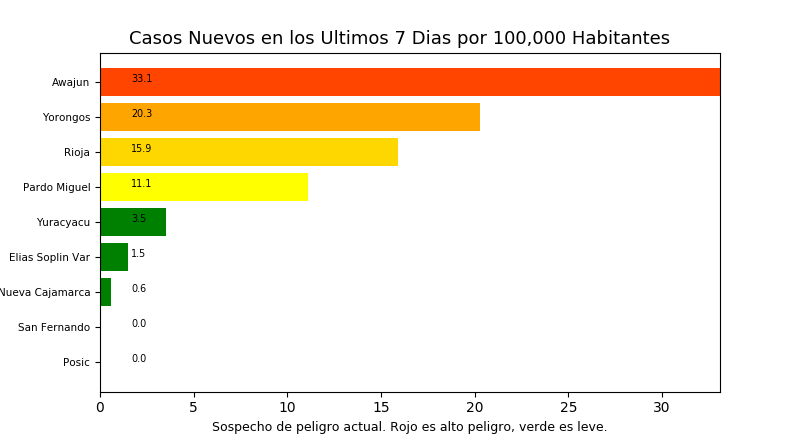 Casos Nuevos en los Ultimos 7 Dias por 100,000 Habitantes
Awajun 33.1
Yorongos 20.3
Rioja 15.9
Pardo Miguel 11.1
Yuracyacu 3.5
Elias Soplin Var 1.5
Nueva Cajamarca 0.6
San Fernando 0.0
Posic 0.0
0 5 10 15 20 25 30
Sospecho de peligro actual. Rojo es alto peligro, verde es leve.